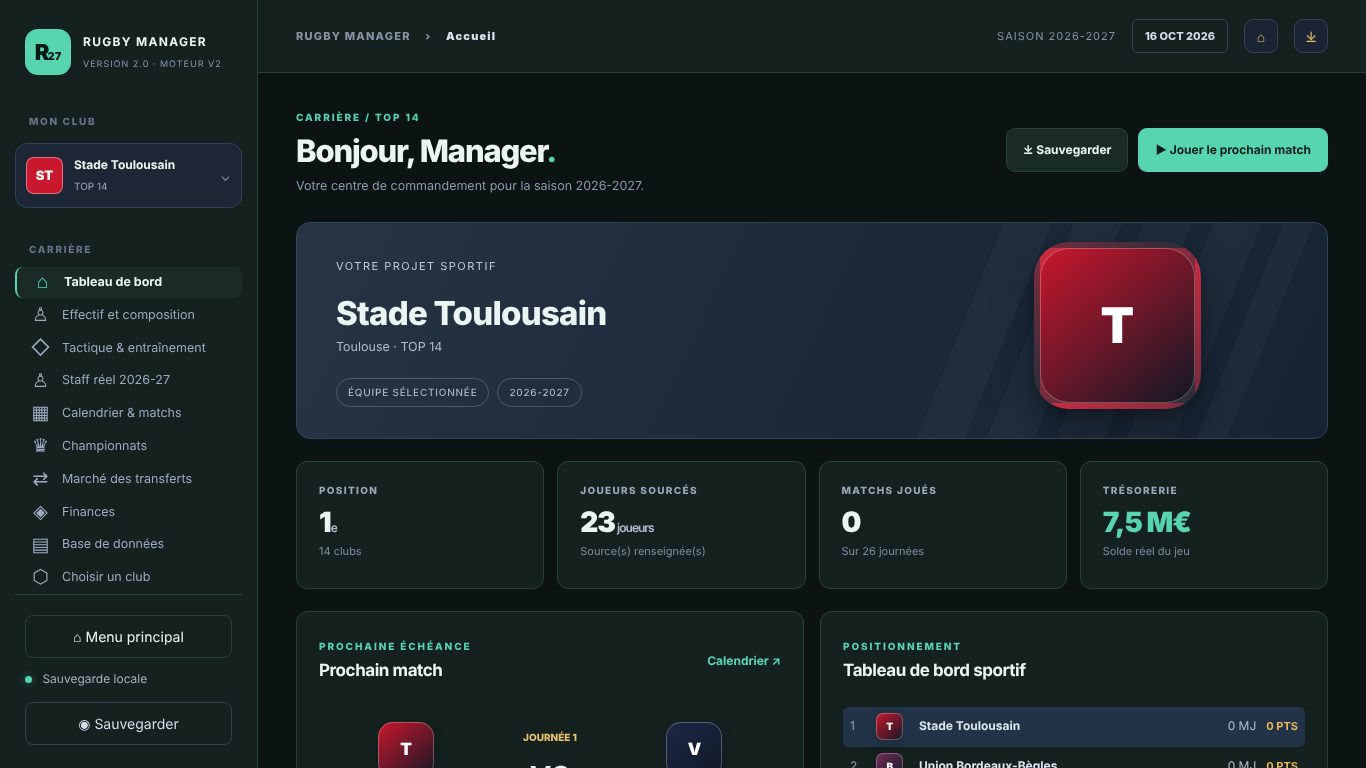 R27
RUGBY MANAGER
VERSION 2.0 · MOTEUR V2
MON CLUB
ST
Stade Toulousain
TOP 14
CARRIÈRE
Tableau de bord
Effectif et composition
Tactique & entraînement
Staff réel 2026-27
Calendrier & matchs
Championnats
Marché des transferts
Finances
Base de données
Choisir un club
Menu principal
Sauvegarde locale
Sauvegarder
RUGBY MANAGER › Accueil
SAISON 2026-2027
16 OCT 2026
CARRIÈRE / TOP 14
Bonjour, Manager.
Votre centre de commandement pour la saison 2026-2027.
Sauvegarder
Jouer le prochain match
VOTRE PROJET SPORTIF
Stade Toulousain
Toulouse · TOP 14
ÉQUIPE SÉLECTIONNÉE
2026-2027
T
POSITION
1e
14 clubs
JOUEURS SOURCÉS
23 joueurs
Source(s) renseignée(s)
MATCHS JOUÉS
0
Sur 26 journées
TRÉSORERIE
7,5 M€
Solde réel du jeu
PROCHAINE ÉCHÉANCE
Prochain match
Calendrier ↗
T
JOURNÉE 1
V
POSITIONNEMENT
Tableau de bord sportif
1 T Stade Toulousain 0 MJ 0 PTS
2 B Union Bordeaux-Bègles 0 MJ 0 PTS